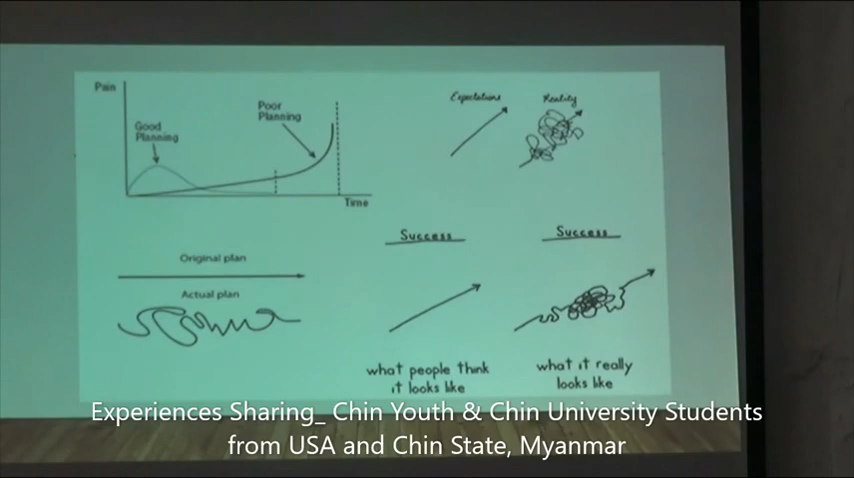 Pain
Good
Planning
Poor
Planning
Time
Expectations
Reality
Original plan
Actual plan
Success
what people think
it looks like
Success
what it really
looks like
Experiences Sharing_ Chin Youth & Chin University Students
from USA and Chin State, Myanmar